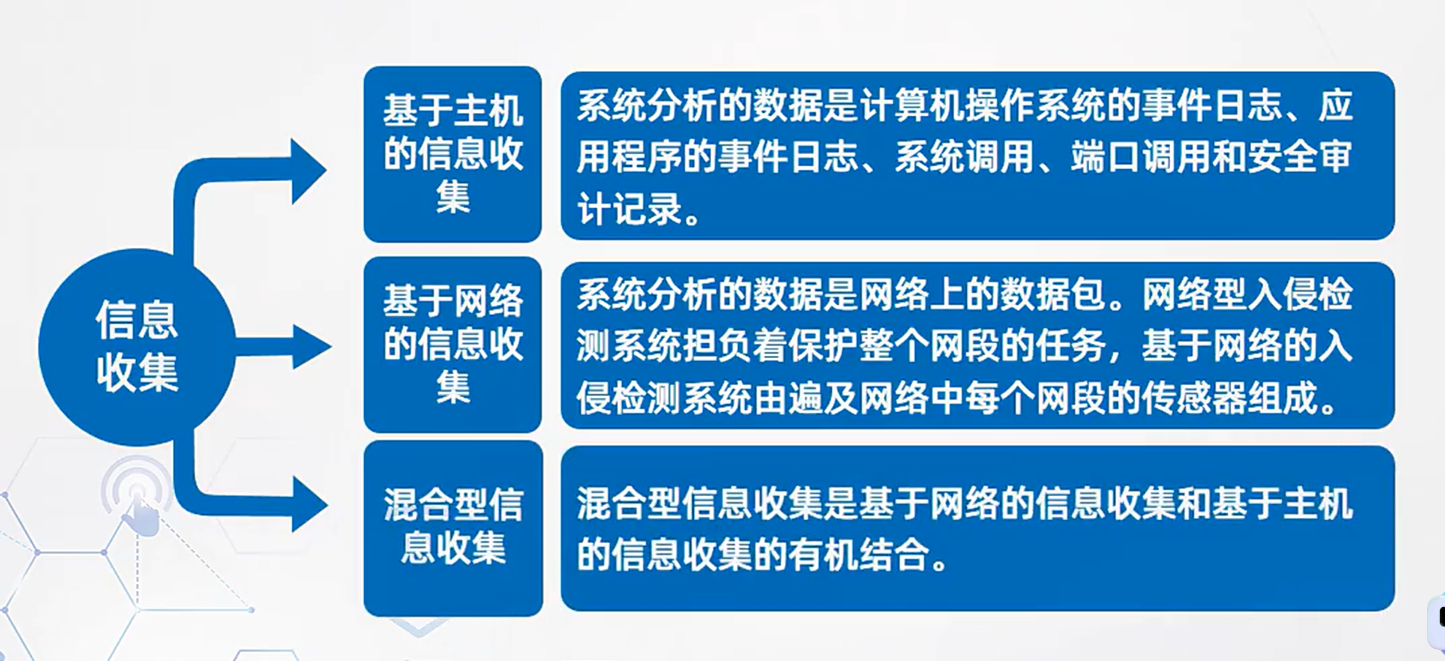 信息
收集
基于主机
的信息收
集
系统分析的数据是计算机操作系统的事件日志、应
用程序的事件日志、系统调用、端口调用和安全审
计记录。
基于网络
的信息收
集
系统分析的数据是网络上的数据包。网络型入侵检
测系统担负着保护整个网段的任务，基于网络的入
侵检测系统由遍及网络中每个网段的传感器组成。
混合型信
息收集
混合型信息收集是基于网络的信息收集和基于主机
的信息收集的有机结合。